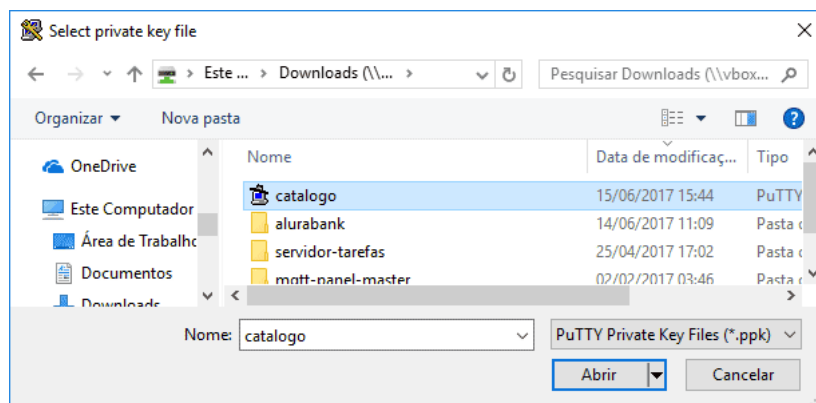 Select private key file
Este ... > Downloads (\\... >
Pesquisar Downloads (\\vbox...
Organizar Nova pasta
Nome Data de modificaç... Tipo
OneDrive
Este Computador
Área de Trabalho
Documentos
Downloads
catalogo 15/06/2017 15:44 PuTTY
alurabank 14/06/2017 11:09 Pasta
servidor-tarefas 25/04/2017 17:02 Pasta
mqtt-panel-master 02/02/2017 03:46 Pasta
Nome: catalogo PuTTY Private Key Files (*.ppk)
Abrir Cancelar